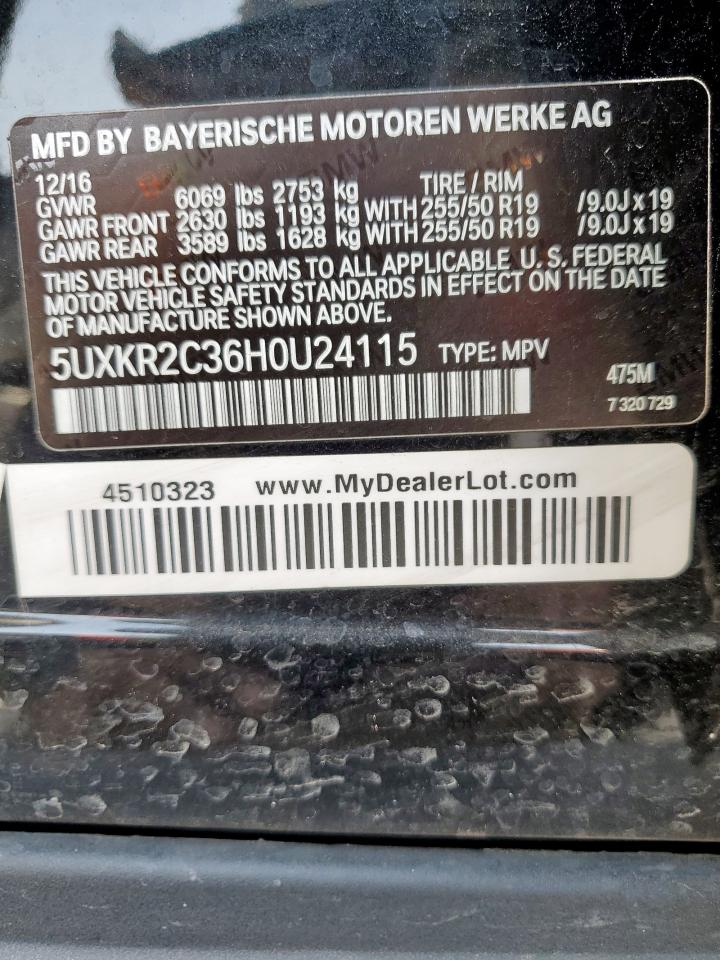 MFD BY BAYERISCHE MOTOREN WERKE AG
12/16 TIRE / RIM
GVWR 6069 lbs 2753 kg
GAWR FRONT 2630 lbs 1193 kg WITH 255/50 R19 /9.0J x 19
GAWR REAR 3589 lbs 1628 kg WITH 255/50 R19 /9.0J x 19
THIS VEHICLE CONFORMS TO ALL APPLICABLE U. S. FEDERAL
MOTOR VEHICLE SAFETY STANDARDS IN EFFECT ON THE DATE
OF MANUFACTURE SHOWN ABOVE.
5UXKR2C36H0U24115 TYPE: MPV
475M
7 320 729
4510323 www.MyDealerLot.com